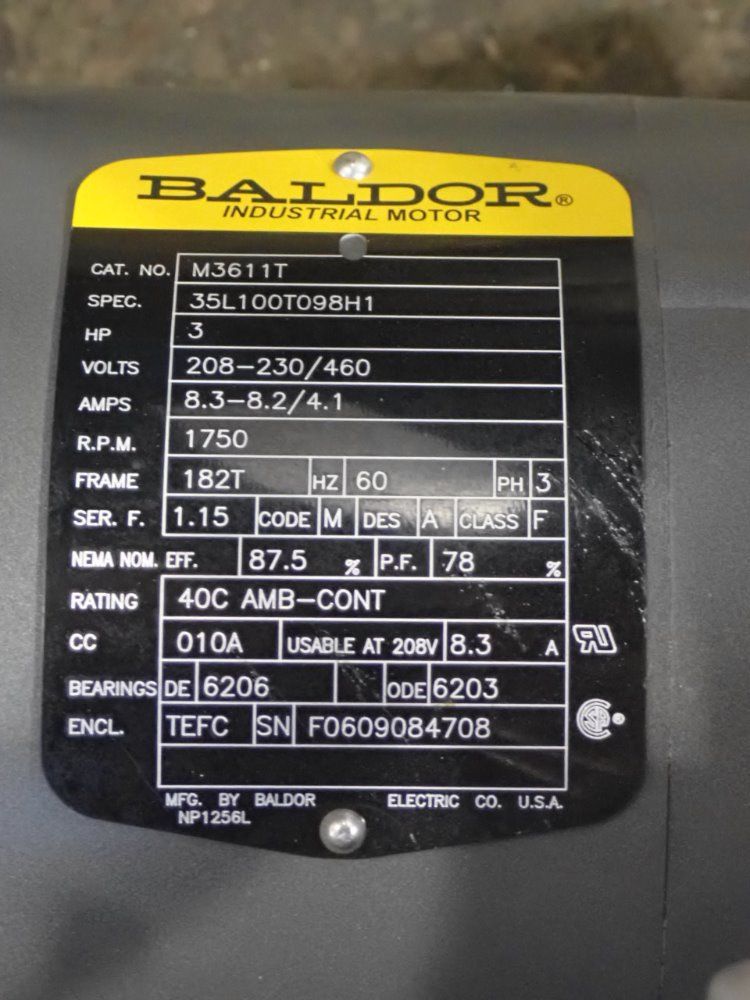 BALDOR®
INDUSTRIAL MOTOR
CAT. NO. M3611T
SPEC. 35L100T098H1
HP 3
VOLTS 208-230/460
AMPS 8.3-8.2/4.1
R.P.M. 1750
FRAME 182T HZ 60 PH 3
SER. F. 1.15 CODE M DES A CLASS F
NEMA NOM. EFF. 87.5 % P.F. 78 %
RATING 40C AMB-CONT
CC 010A USABLE AT 208V 8.3 A
BEARINGS DE 6206 ODE 6203
ENCL. TEFC SN F0609084708
MFG. BY BALDOR ELECTRIC CO. U.S.A.
NP1256L